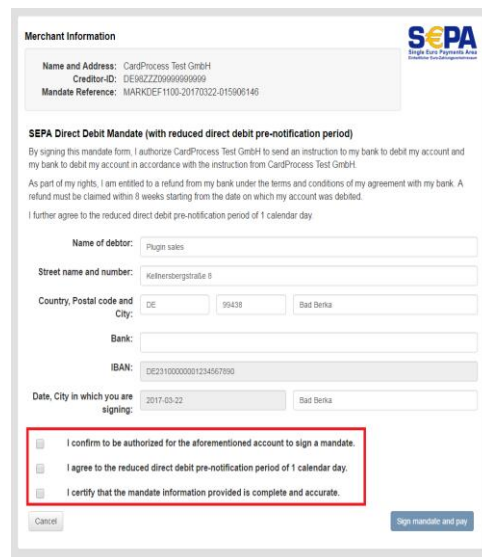 Merchant Information
S€PA
Single Euro Payments Area
Name and Address: CardProcess Test GmbH
Creditor-ID: DE98ZZZ09999999999
Mandate Reference: MARKDEF1100-20170322-015906146
SEPA Direct Debit Mandate (with reduced direct debit pre-notification period)
By signing this mandate form, I authorize CardProcess Test GmbH to send an instruction to my bank to debit my account and
my bank to debit my account in accordance with the instruction from CardProcess Test GmbH.
As part of my rights, I am entitled to a refund from my bank under the terms and conditions of my agreement with my bank. A
refund must be claimed within 8 weeks starting from the date on which my account was debited.
I further agree to the reduced direct debit pre-notification period of 1 calendar day.
Name of debtor: Plugin sales
Street name and number: Kellnersbergstraße 8
Country, Postal code and City: DE 99438 Bad Berka
Bank:
IBAN: DE23100000001234567890
Date, City in which you are signing: 2017-03-22 Bad Berka
I confirm to be authorized for the aforementioned account to sign a mandate.
I agree to the reduced direct debit pre-notification period of 1 calendar day.
I certify that the mandate information provided is complete and accurate.
Cancel Sign mandate and pay